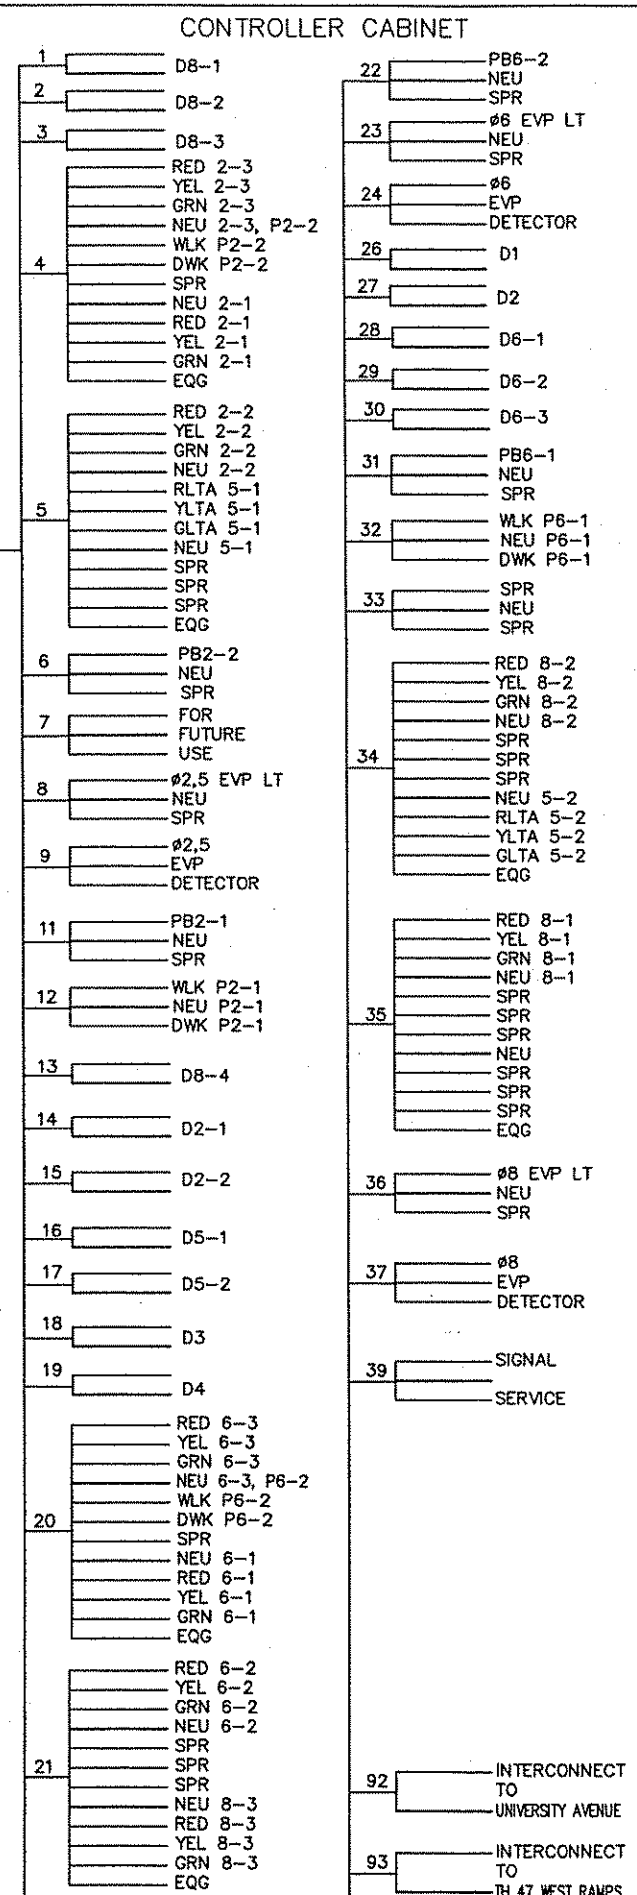 CONTROLLER CABINET
1
D8-1
2
D8-2
3
D8-3
4
RED 2-3
YEL 2-3
GRN 2-3
NEU 2-3, P2-2
WLK P2-2
DWK P2-2
SPR
NEU 2-1
RED 2-1
YEL 2-1
GRN 2-1
EQG
5
RED 2-2
YEL 2-2
GRN 2-2
NEU 2-2
RLTA 5-1
YLTA 5-1
GLTA 5-1
NEU 5-1
SPR
SPR
SPR
EQG
6
PB2-2
NEU
SPR
7
FOR
FUTURE
USE
8
ø2,5 EVP LT
NEU
SPR
9
ø2,5
EVP
DETECTOR
11
PB2-1
NEU
SPR
12
WLK P2-1
NEU P2-1
DWK P2-1
13
D8-4
14
D2-1
15
D2-2
16
D5-1
17
D5-2
18
D3
19
D4
20
RED 6-3
YEL 6-3
GRN 6-3
NEU 6-3, P6-2
WLK P6-2
DWK P6-2
SPR
NEU 6-1
RED 6-1
YEL 6-1
GRN 6-1
EQG
21
RED 6-2
YEL 6-2
GRN 6-2
NEU 6-2
SPR
SPR
SPR
NEU 8-3
RED 8-3
YEL 8-3
GRN 8-3
EQG
22
PB6-2
NEU
SPR
23
ø6 EVP LT
NEU
SPR
24
ø6
EVP
DETECTOR
26
D1
27
D2
28
D6-1
29
D6-2
30
D6-3
31
PB6-1
NEU
SPR
32
WLK P6-1
NEU P6-1
DWK P6-1
33
SPR
NEU
SPR
34
RED 8-2
YEL 8-2
GRN 8-2
NEU 8-2
SPR
SPR
SPR
NEU 5-2
RLTA 5-2
YLTA 5-2
GLTA 5-2
EQG
35
RED 8-1
YEL 8-1
GRN 8-1
NEU 8-1
SPR
SPR
SPR
NEU
SPR
SPR
SPR
EQG
36
ø8 EVP LT
NEU
SPR
37
ø8
EVP
DETECTOR
39
SIGNAL
SERVICE
92
INTERCONNECT
TO
UNIVERSITY AVENUE
93
INTERCONNECT
TO
TH 47 WEST RAMPS